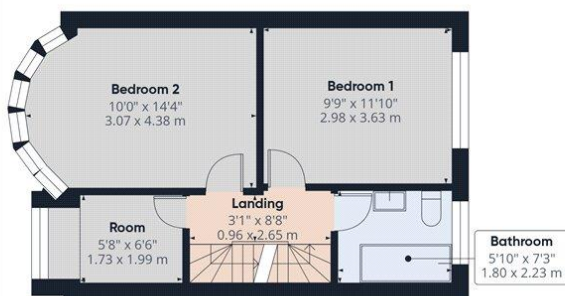 Bedroom 2
10'0" x 14'4"
3.07 x 4.38 m
Bedroom 1
9'9" x 11'10"
2.98 x 3.63 m
Landing
3'1" x 8'8"
0.96 x 2.65 m
Room
5'8" x 6'6"
1.73 x 1.99 m
Bathroom
5'10" x 7'3"
1.80 x 2.23 m